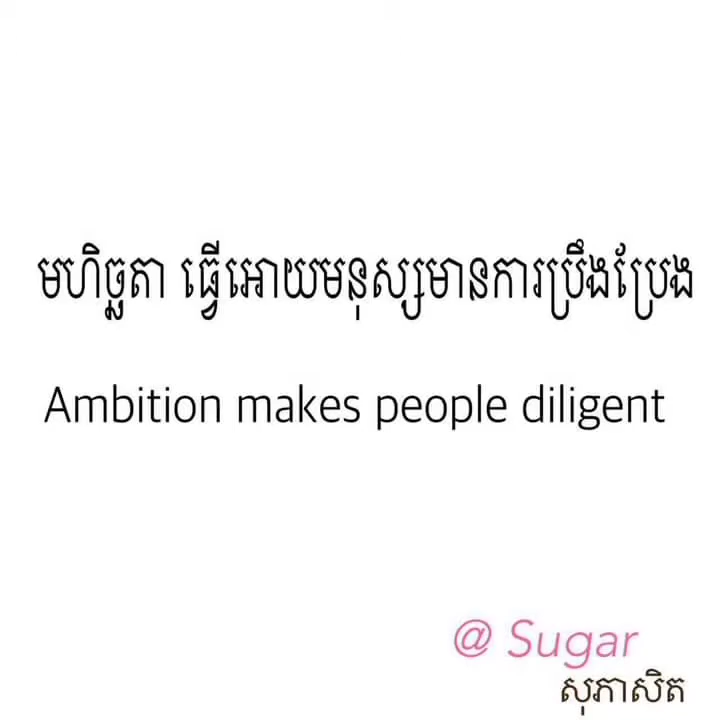 មហិច្ឆតា ធ្វើអោយមនុស្សមានការប្រឹងប្រែង
Ambition makes people diligent
@ Sugar
សុភាសិត